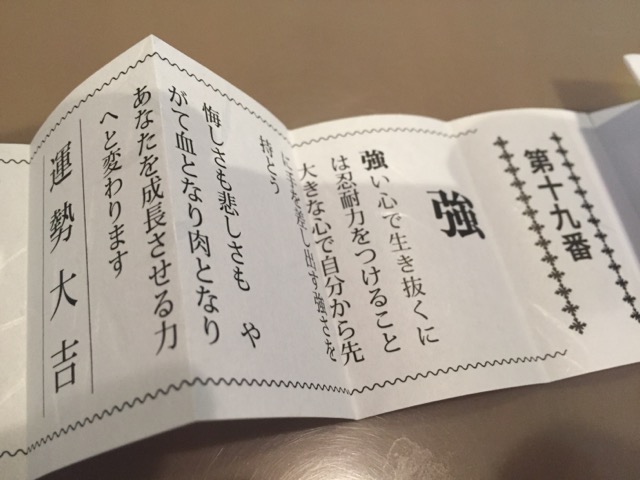 第十九番
強
強い心で生き抜くに
は忍耐力をつけること
大きな心で自分から先
に手を差し出す強さを
持とう
悔しさも悲しさも　や
がて血となり肉となり
あなたを成長させる力
へと変わります
運勢大吉